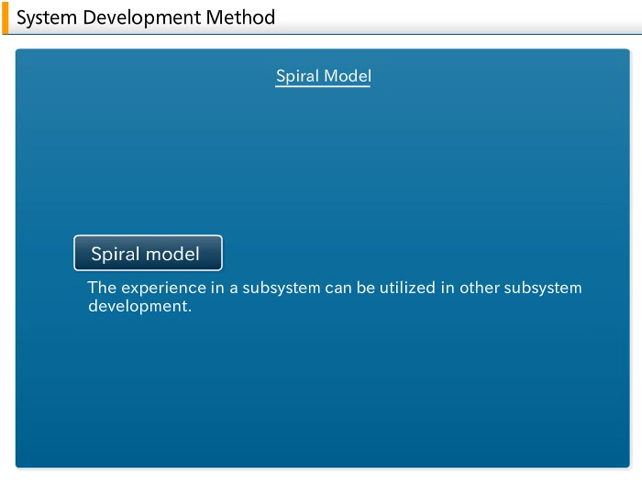 System Development Method
Spiral Model
Spiral model
The experience in a subsystem can be utilized in other subsystem
development.